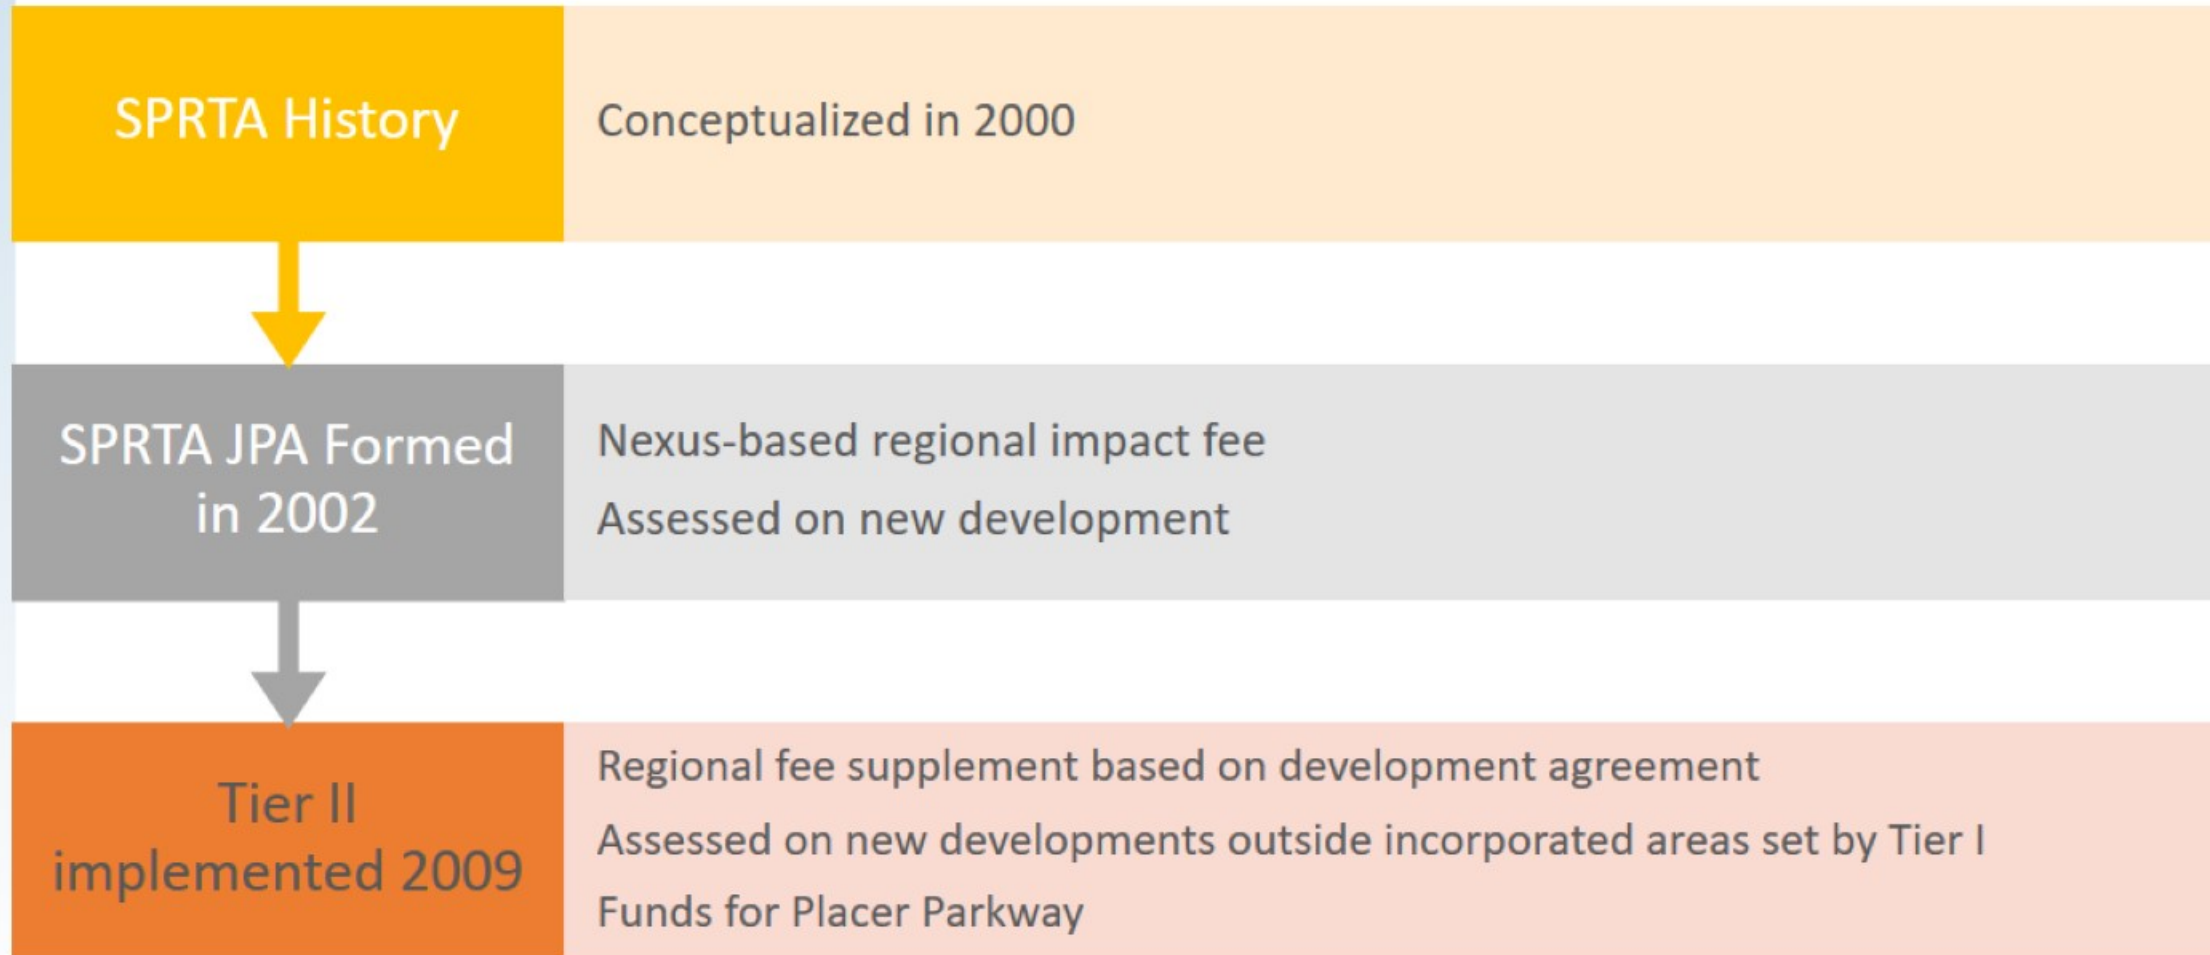 SPRTA History
Conceptualized in 2000
SPRTA JPA Formed
in 2002
Nexus-based regional impact fee
Assessed on new development
Tier II
implemented 2009
Regional fee supplement based on development agreement
Assessed on new developments outside incorporated areas set by Tier I
Funds for Placer Parkway